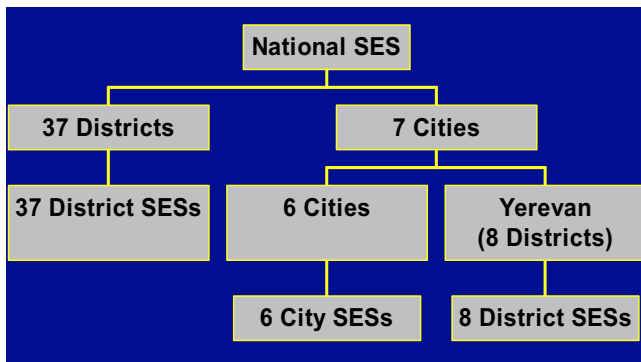 National SES
37 Districts
7 Cities
37 District SESs
6 Cities
Yerevan
(8 Districts)
6 City SESs
8 District SESs